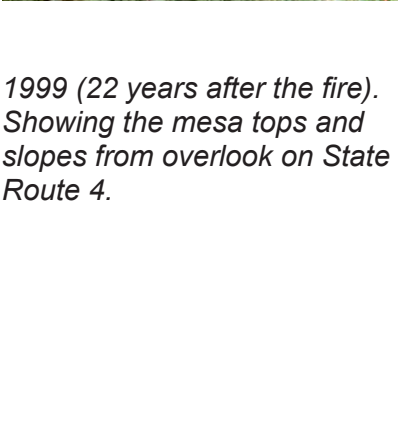 1999 (22 years after the fire).
Showing the mesa tops and
slopes from overlook on State
Route 4.